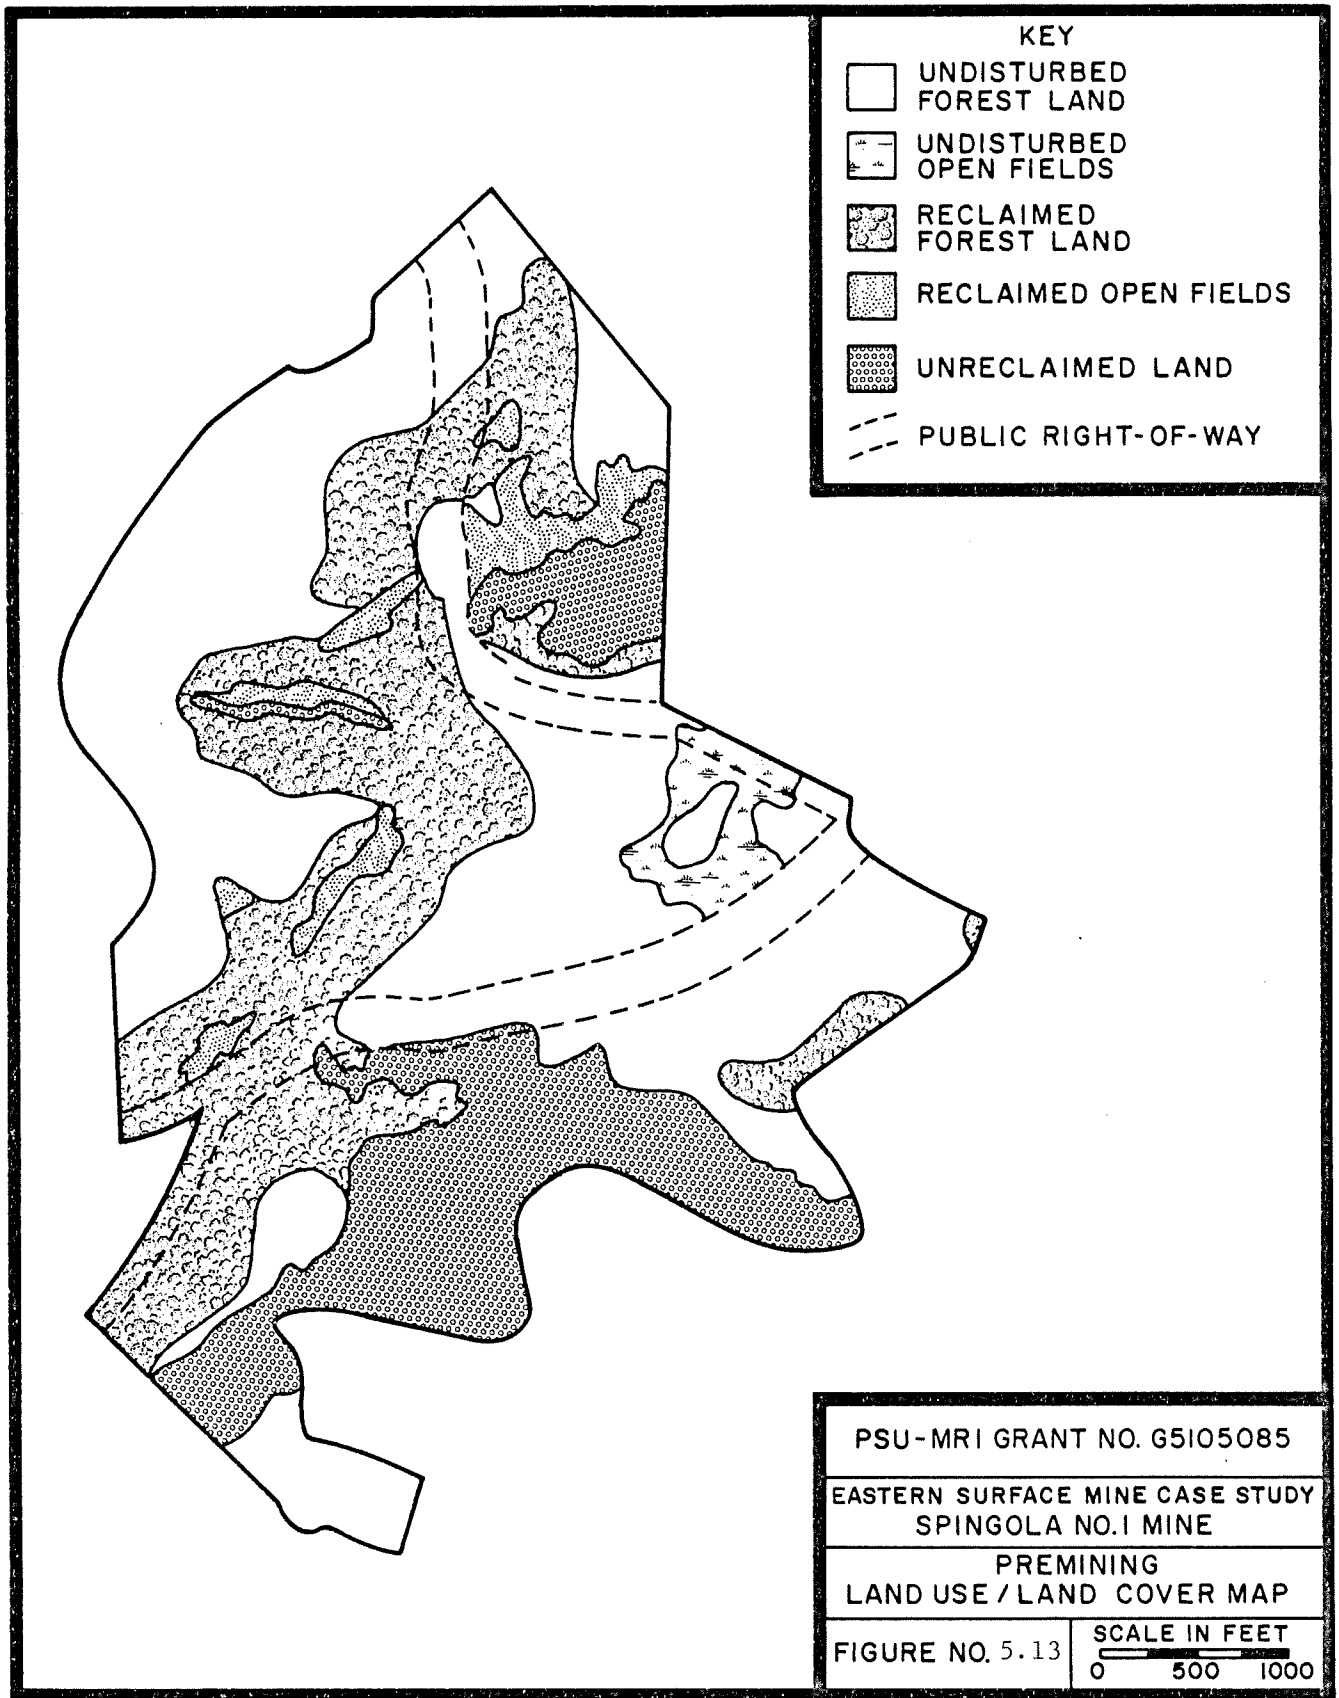 KEY
UNDISTURBED
FOREST LAND
UNDISTURBED
OPEN FIELDS
RECLAIMED
FOREST LAND
RECLAIMED OPEN FIELDS
UNRECLAIMED LAND
PUBLIC RIGHT-OF-WAY
PSU-MRI GRANT NO. G5105085
EASTERN SURFACE MINE CASE STUDY
SPINGOLA NO.1 MINE
PREMINING
LAND USE / LAND COVER MAP
FIGURE NO. 5.13
SCALE IN FEET
0 500 1000